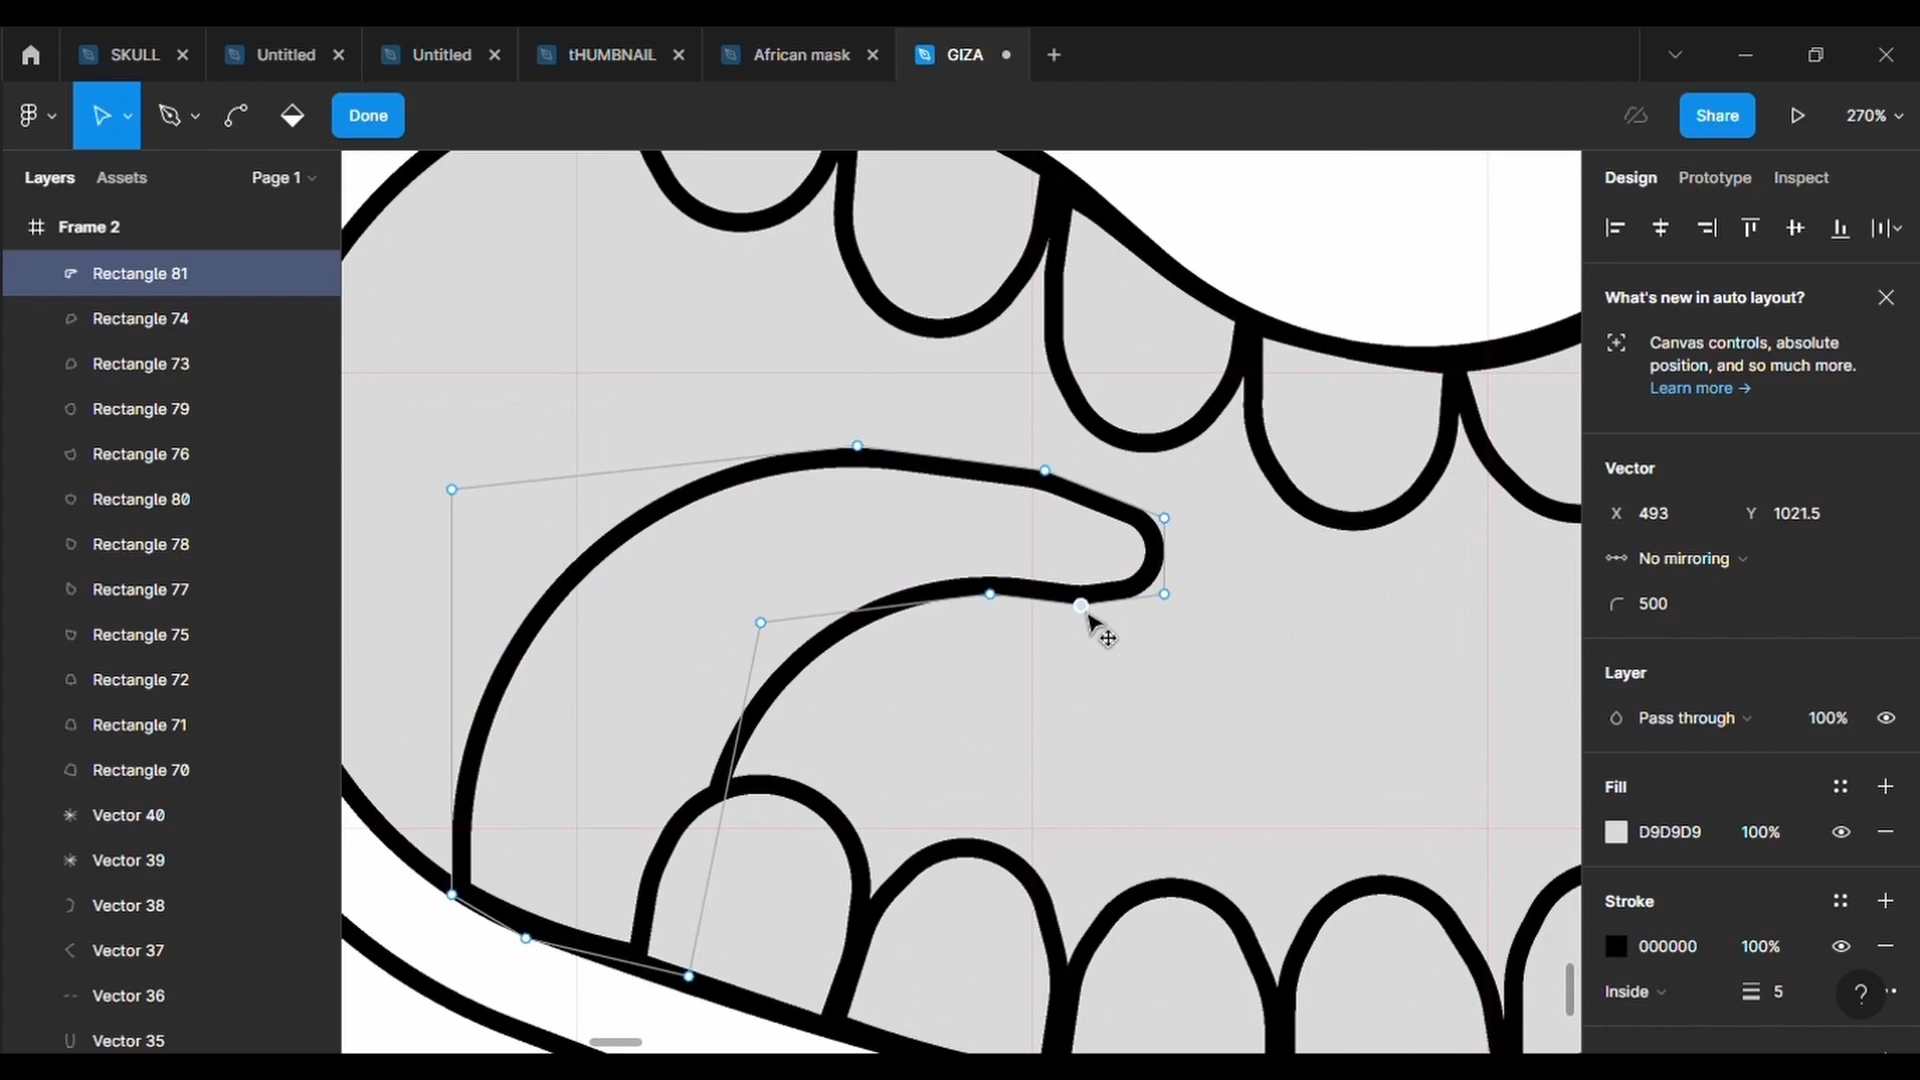 SKULL
Untitled
Untitled
tHUMBNAIL
African mask
GIZA
Done
Share
270%
Layers
Assets
Page 1
Frame 2
Rectangle 81
Rectangle 74
Rectangle 73
Rectangle 79
Rectangle 76
Rectangle 80
Rectangle 78
Rectangle 77
Rectangle 75
Rectangle 72
Rectangle 71
Rectangle 70
Vector 40
Vector 39
Vector 38
Vector 37
Vector 36
Vector 35
Design
Prototype
Inspect
What's new in auto layout?
Canvas controls, absolute
position, and so much more.
Learn more →
Vector
X 493
Y 1021.5
No mirroring
500
Layer
Pass through
100%
Fill
D9D9D9
100%
Stroke
000000
100%
Inside
5
?